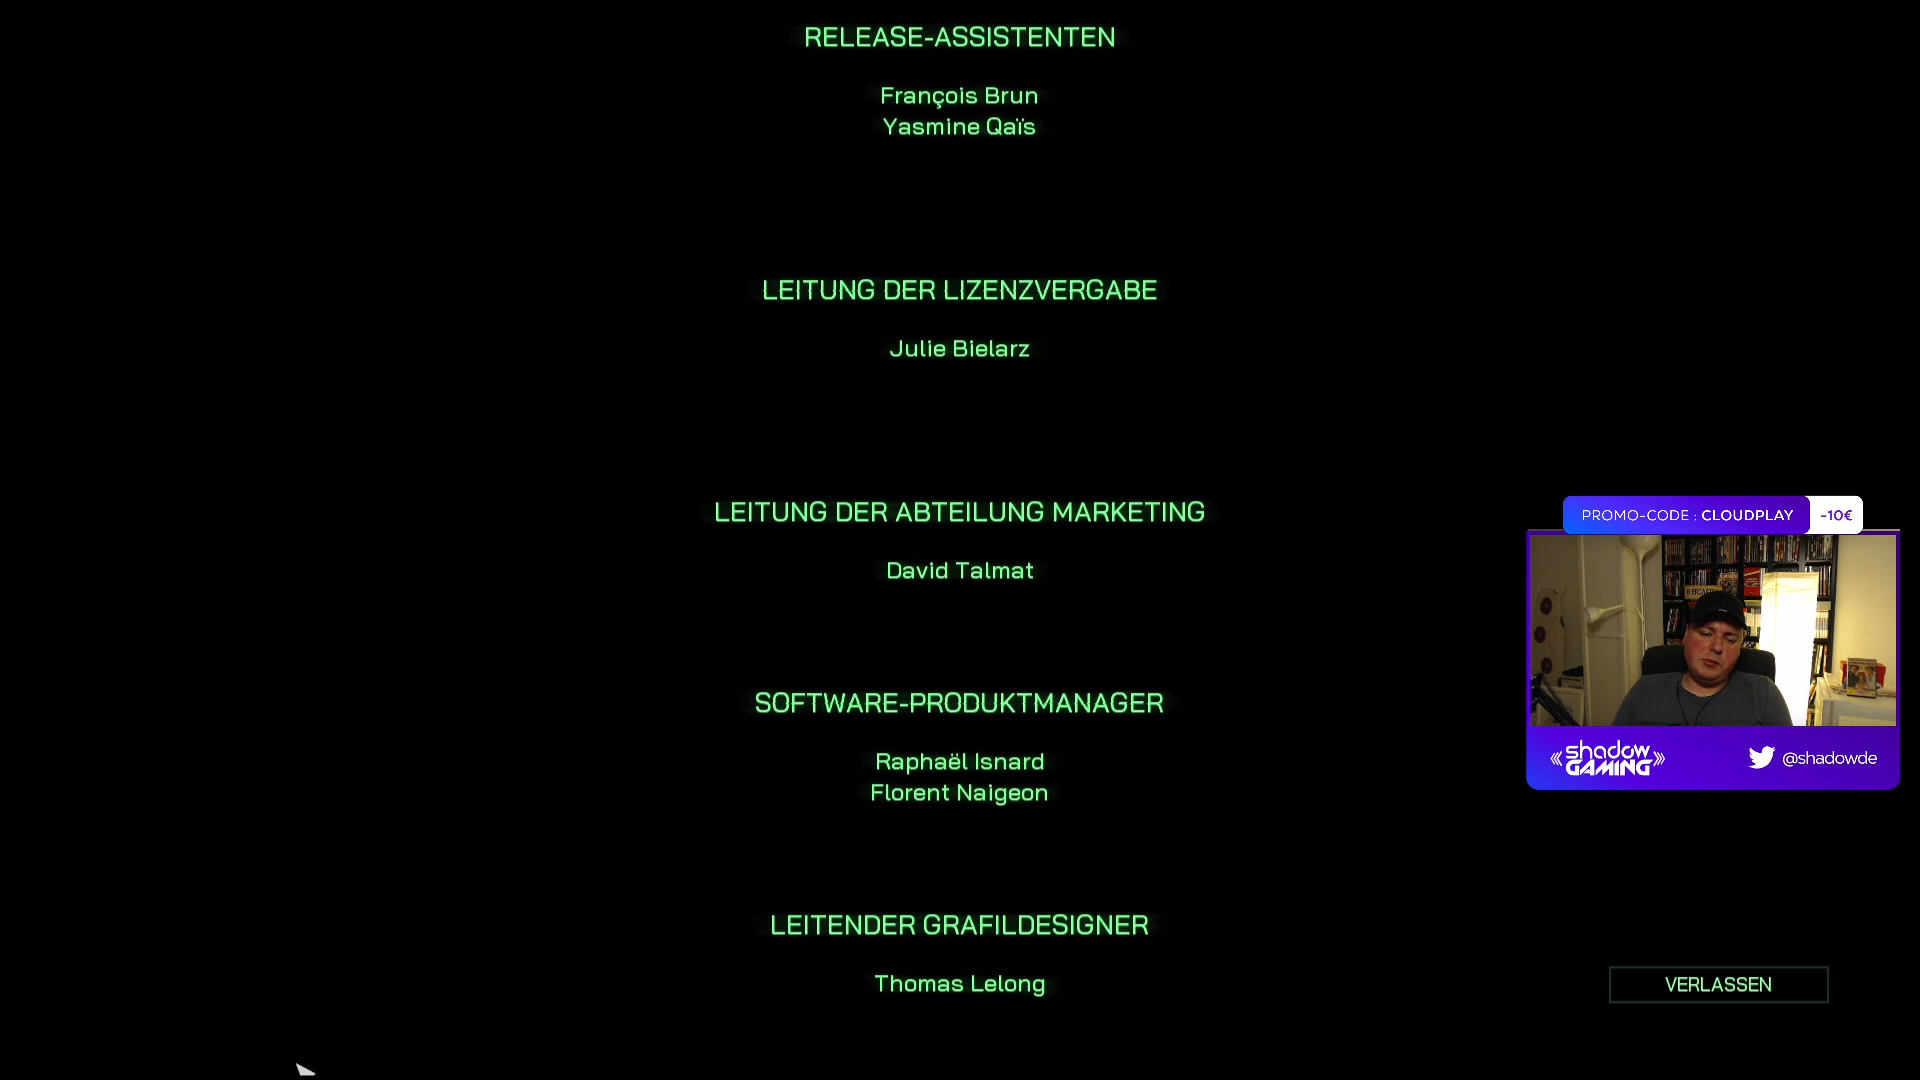 RELEASE-ASSISTENTEN
François Brun
Yasmine Qaïs
LEITUNG DER LIZENZVERGABE
Julie Bielarz
LEITUNG DER ABTEILUNG MARKETING
David Talmat
SOFTWARE-PRODUKTMANAGER
Raphaël Isnard
Florent Naigeon
LEITENDER GRAFILDESIGNER
Thomas Lelong
PROMO-CODE : CLOUDPLAY -10€
shadow
GAMING
@shadowde
VERLASSEN